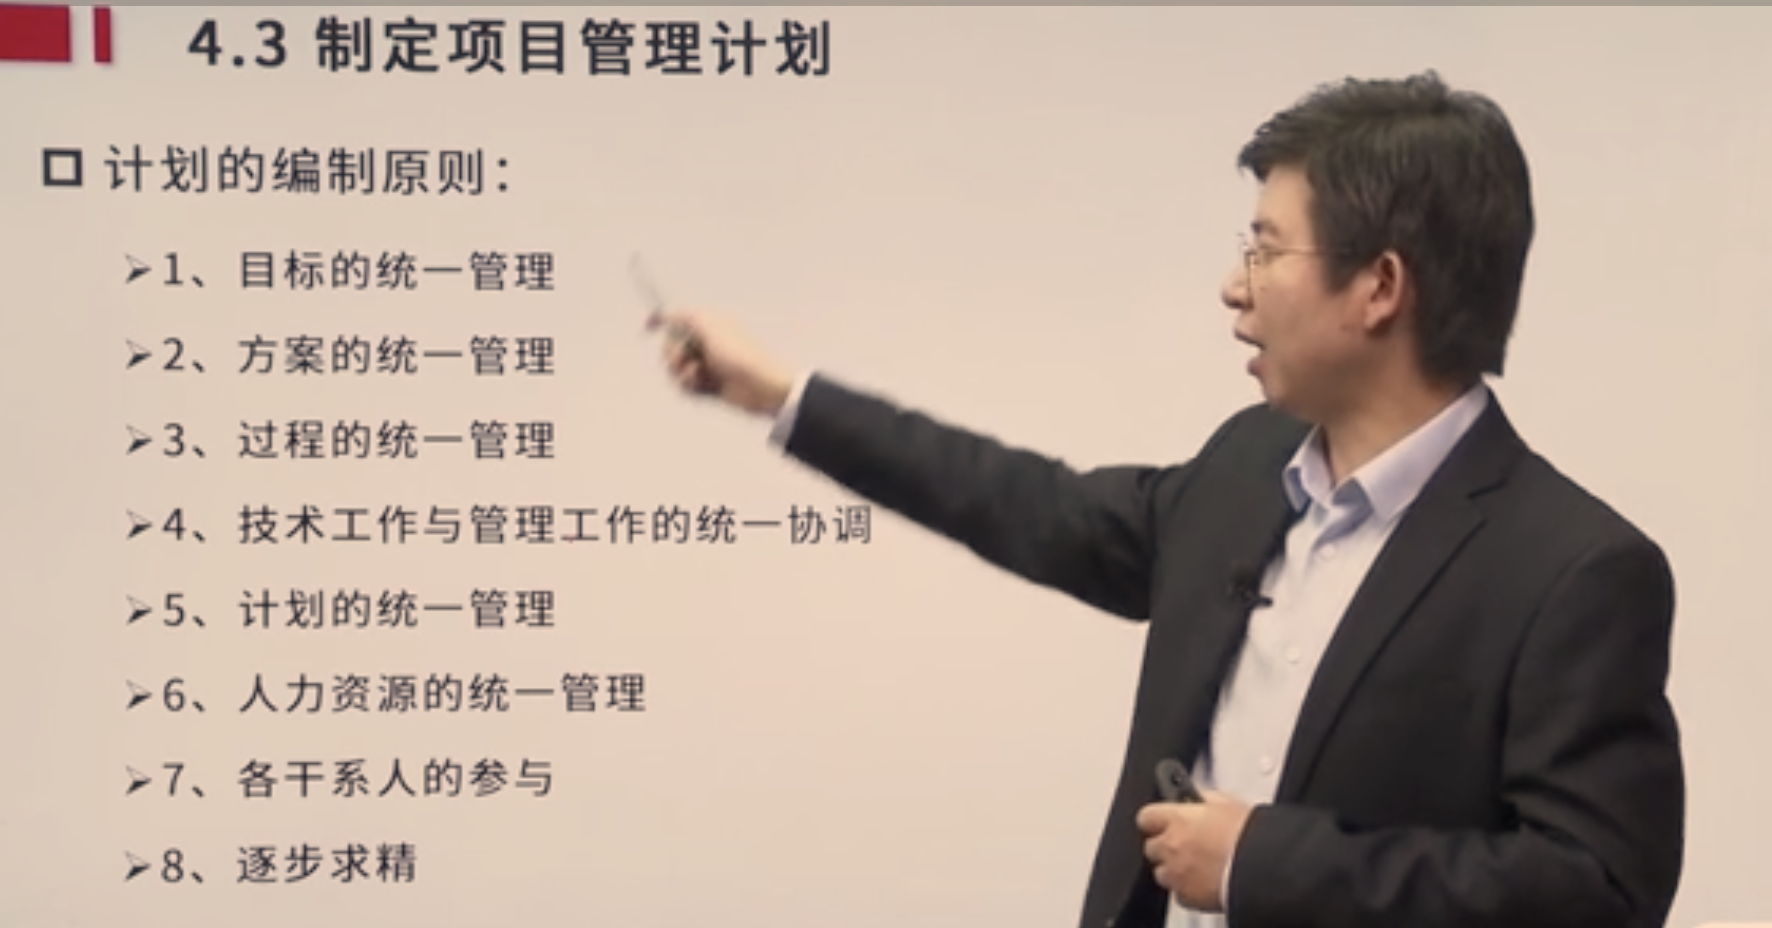 4.3 制定项目管理计划
计划的编制原则：
1、目标的统一管理
2、方案的统一管理
3、过程的统一管理
4、技术工作与管理工作的统一协调
5、计划的统一管理
6、人力资源的统一管理
7、各干系人的参与
8、逐步求精